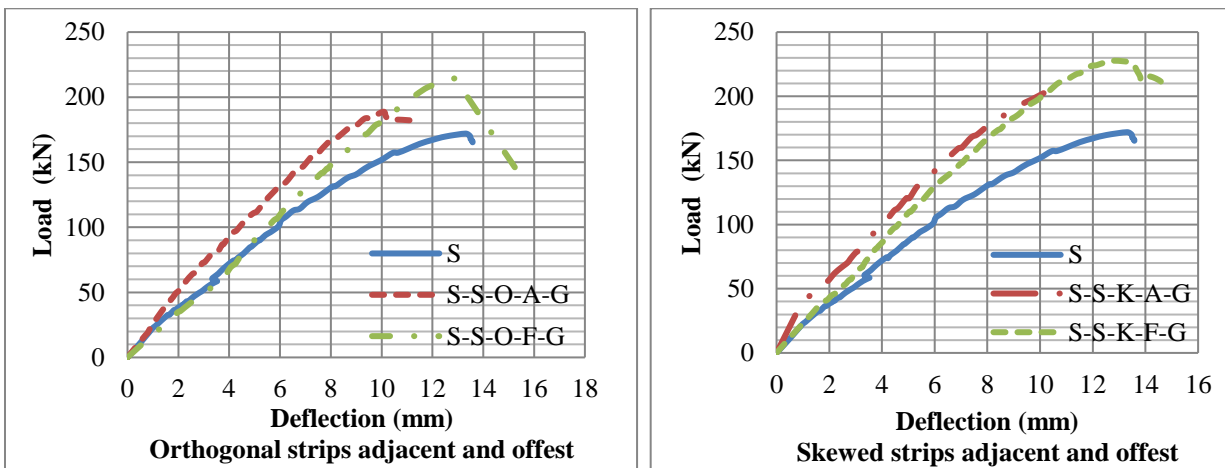 250
200
150
100
50
0
Load (kN)
S
S-S-O-A-G
S-S-O-F-G
0 2 4 6 8 10 12 14 16 18
Deflection (mm)
Orthogonal strips adjacent and offest
250
200
150
100
50
0
Load (kN)
S
S-S-K-A-G
S-S-K-F-G
0 2 4 6 8 10 12 14 16
Deflection (mm)
Skewed strips adjacent and offest